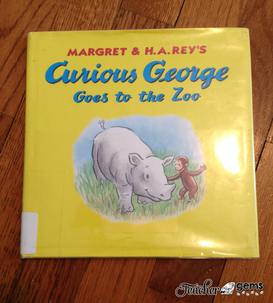 MARGRET & H.A.REY'S
Curious George
Goes to the Zoo
Teacher gems